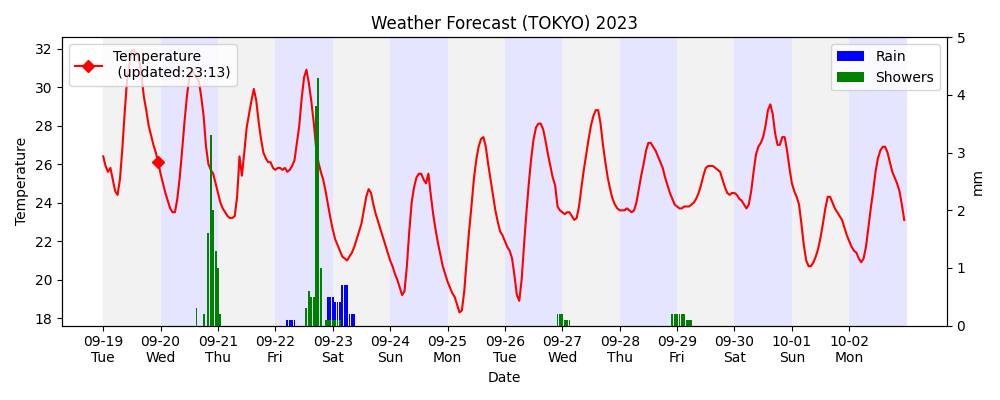 Weather Forecast (TOKYO) 2023
Temperature
(updated:23:13)
Rain
Showers
Temperature
32
30
28
26
24
22
20
18
5
4
3
2
1
0
mm
09-19 09-20 09-21 09-22 09-23 09-24 09-25 09-26 09-27 09-28 09-29 09-30 10-01 10-02
Tue Wed Thu Fri Sat Sun Mon Tue Wed Thu Fri Sat Sun Mon
Date